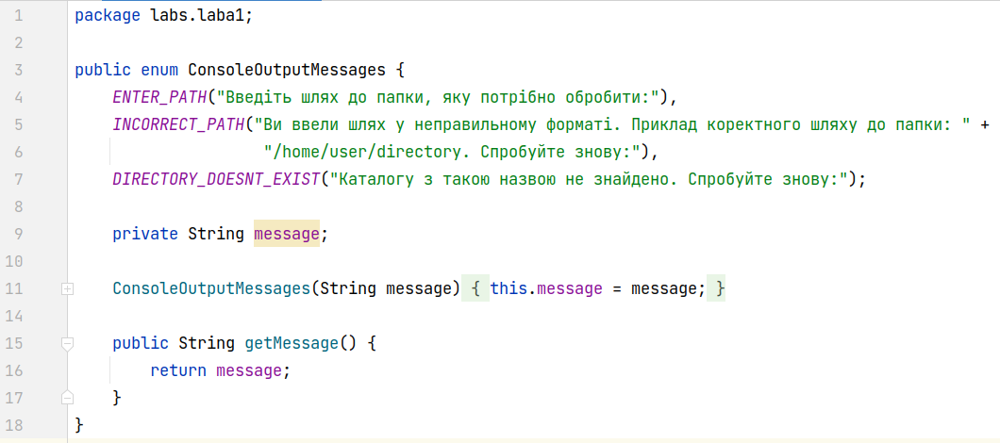 1 package labs.laba1;
2
3 public enum ConsoleOutputMessages {
4 ENTER_PATH("Введіть шлях до папки, яку потрібно обробити:"),
5 INCORRECT_PATH("Ви ввели шлях у неправильному форматі. Приклад коректного шляху до папки: " +
6 "/home/user/directory. Спробуйте знову:"),
7 DIRECTORY_DOESNT_EXIST("Каталогу з такою назвою не знайдено. Спробуйте знову:");
8
9 private String message;
10
11 ConsoleOutputMessages(String message) { this.message = message; }
14
15 public String getMessage() {
16 return message;
17 }
18 }